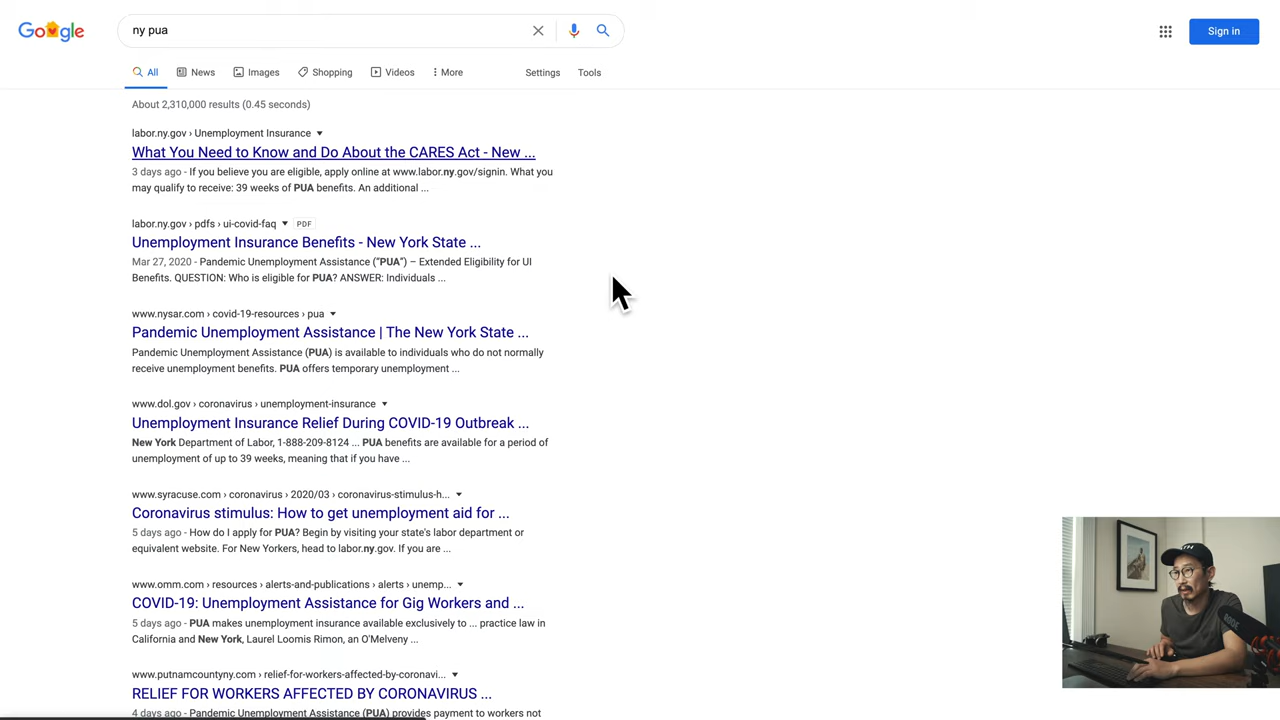 Google
ny pua
Sign in
All
News
Images
Shopping
Videos
More
Settings
Tools
About 2,310,000 results (0.45 seconds)
labor.ny.gov › Unemployment Insurance
What You Need to Know and Do About the CARES Act - New ...
3 days ago - If you believe you are eligible, apply online at www.labor.ny.gov/signin. What you
may qualify to receive: 39 weeks of PUA benefits. An additional ...
labor.ny.gov › pdfs › ui-covid-faq PDF
Unemployment Insurance Benefits - New York State ...
Mar 27, 2020 - Pandemic Unemployment Assistance ("PUA") – Extended Eligibility for UI
Benefits. QUESTION: Who is eligible for PUA? ANSWER: Individuals ...
www.nysar.com › covid-19-resources › pua
Pandemic Unemployment Assistance | The New York State ...
Pandemic Unemployment Assistance (PUA) is available to individuals who do not normally
receive unemployment benefits. PUA offers temporary unemployment ...
www.dol.gov › coronavirus › unemployment-insurance
Unemployment Insurance Relief During COVID-19 Outbreak ...
New York Department of Labor, 1-888-209-8124 ... PUA benefits are available for a period of
unemployment of up to 39 weeks, meaning that if you have ...
www.syracuse.com › coronavirus › 2020/03 › coronavirus-stimulus-h...
Coronavirus stimulus: How to get unemployment aid for ...
5 days ago - How do I apply for PUA? Begin by visiting your state's labor department or
equivalent website. For New Yorkers, head to labor.ny.gov. If you are ...
www.omm.com › resources › alerts-and-publications › alerts › unemp...
COVID-19: Unemployment Assistance for Gig Workers and ...
5 days ago - PUA makes unemployment insurance available exclusively to ... practice law in
California and New York, Laurel Loomis Rimon, an O'Melveny ...
www.putnamcountyny.com › relief-for-workers-affected-by-coronavi...
RELIEF FOR WORKERS AFFECTED BY CORONAVIRUS ...
4 days ago - Pandemic Unemployment Assistance (PUA) provides payment to workers not
RODE